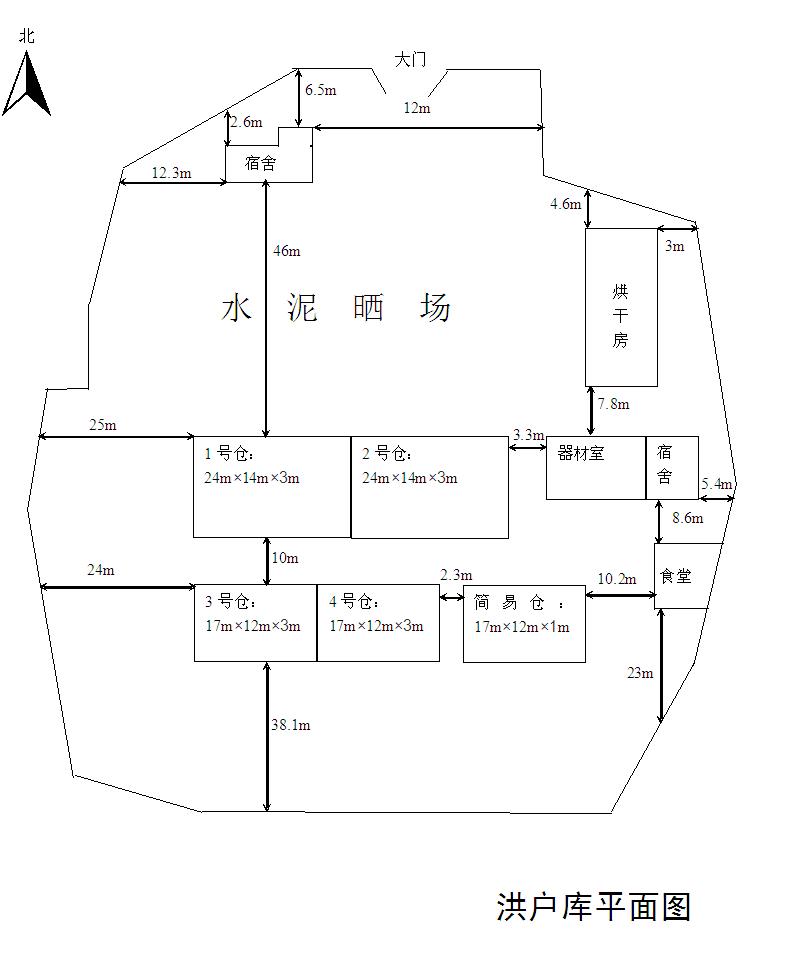 北
大门
6.5m
12m
2.6m
宿舍
12.3m
4.6m
3m
46m
水 泥 晒 场
烘
干
房
7.8m
25m
3.3m
1号仓：
24m×14m×3m
2号仓：
24m×14m×3m
器材室
宿
舍
5.4m
8.6m
10m
24m
2.3m
10.2m
食堂
3号仓：
17m×12m×3m
4号仓：
17m×12m×3m
简 易 仓 ：
17m×12m×1m
23m
38.1m
洪户库平面图